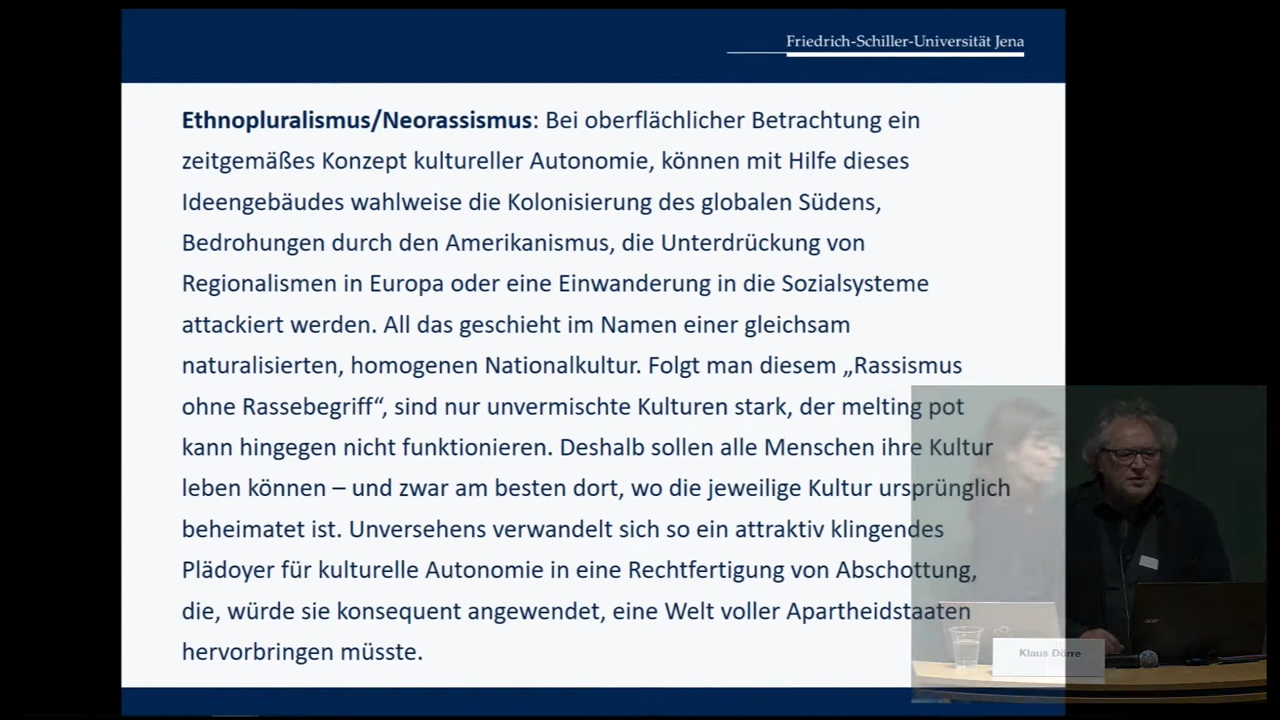 Friedrich-Schiller-Universität Jena
Ethnopluralismus/Neorassismus: Bei oberflächlicher Betrachtung ein
zeitgemäßes Konzept kultureller Autonomie, können mit Hilfe dieses
Ideengebäudes wahlweise die Kolonisierung des globalen Südens,
Bedrohungen durch den Amerikanismus, die Unterdrückung von
Regionalismen in Europa oder eine Einwanderung in die Sozialsysteme
attackiert werden. All das geschieht im Namen einer gleichsam
naturalisierten, homogenen Nationalkultur. Folgt man diesem „Rassismus
ohne Rassebegriff“, sind nur unvermischte Kulturen stark, der melting pot
kann hingegen nicht funktionieren. Deshalb sollen alle Menschen ihre Kultur
leben können – und zwar am besten dort, wo die jeweilige Kultur ursprünglich
beheimatet ist. Unversehens verwandelt sich so ein attraktiv klingendes
Plädoyer für kulturelle Autonomie in eine Rechtfertigung von Abschottung,
die, würde sie konsequent angewendet, eine Welt voller Apartheidstaaten
hervorbringen müsste.
acer
Klaus Dörre